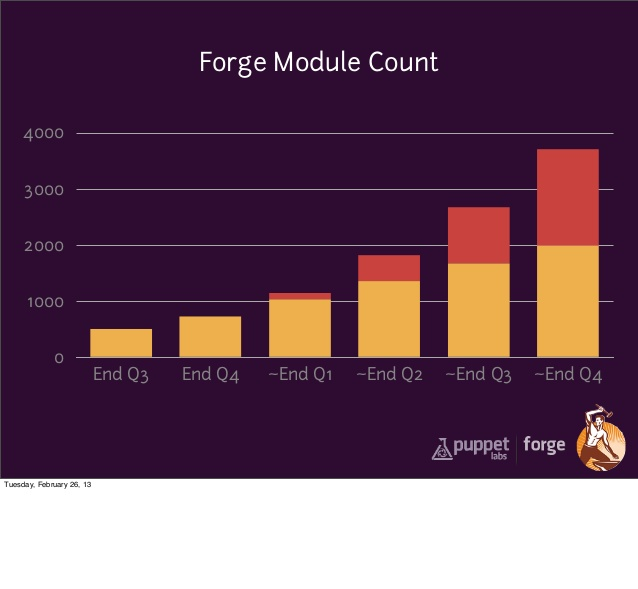 Forge Module Count
4000
3000
2000
1000
0
End Q3 End Q4 ~End Q1 ~End Q2 ~End Q3 ~End Q4
puppet labs forge
Tuesday, February 26, 13